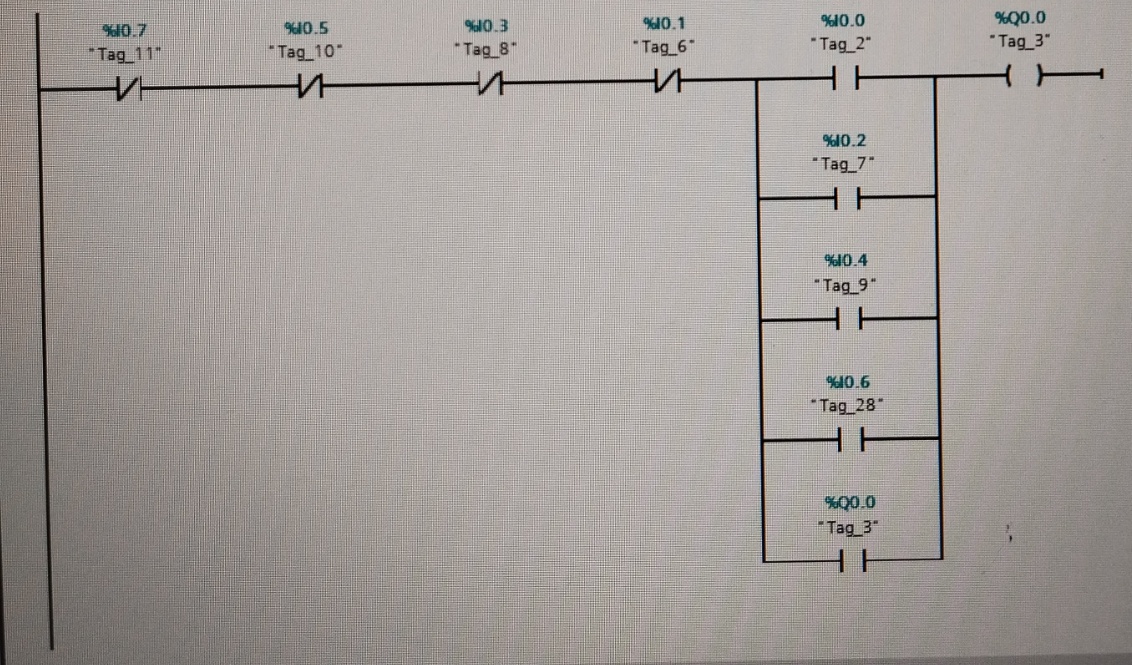 %I0.7
"Tag_11"
%I0.5
"Tag_10"
%I0.3
"Tag_8"
%I0.1
"Tag_6"
%I0.0
"Tag_2"
%Q0.0
"Tag_3"
%I0.2
"Tag_7"
%I0.4
"Tag_9"
%I0.6
"Tag_28"
%Q0.0
"Tag_3"